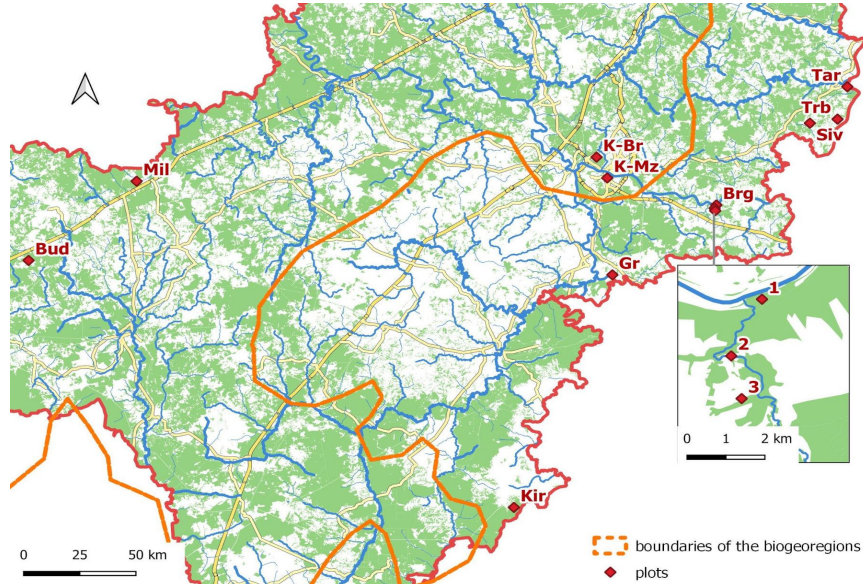 Tar
Trb
Siv
K-Br
K-Mz
Mil
Brg
Bud
Gr
1
2
3
0 1 2 km
Kir
boundaries of the biogeoregions
0 25 50 km
plots